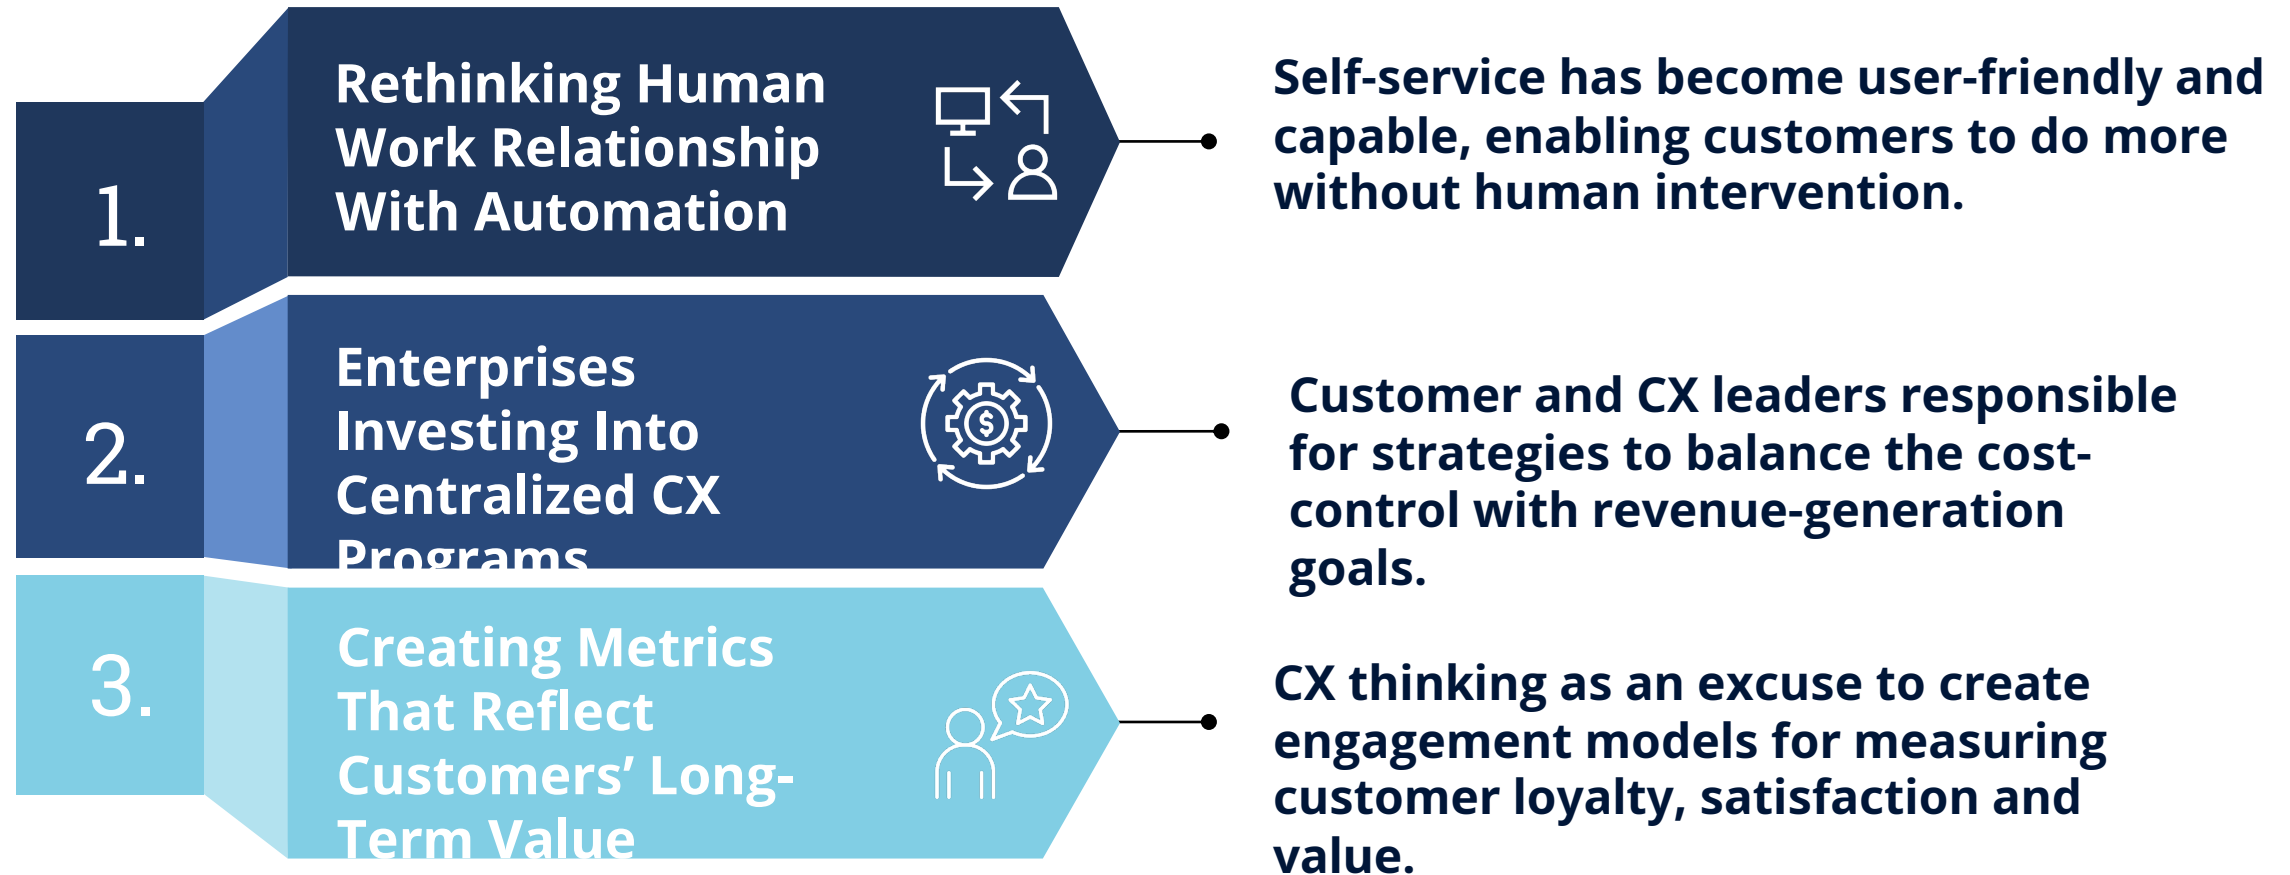 1.
Rethinking Human
Work Relationship
With Automation
Self-service has become user-friendly and
capable, enabling customers to do more
without human intervention.
2.
Enterprises
Investing Into
Centralized CX
Programs
$
Customer and CX leaders responsible
for strategies to balance the cost-
control with revenue-generation
goals.
3.
Creating Metrics
That Reflect
Customers’ Long-
Term Value
CX thinking as an excuse to create
engagement models for measuring
customer loyalty, satisfaction and
value.